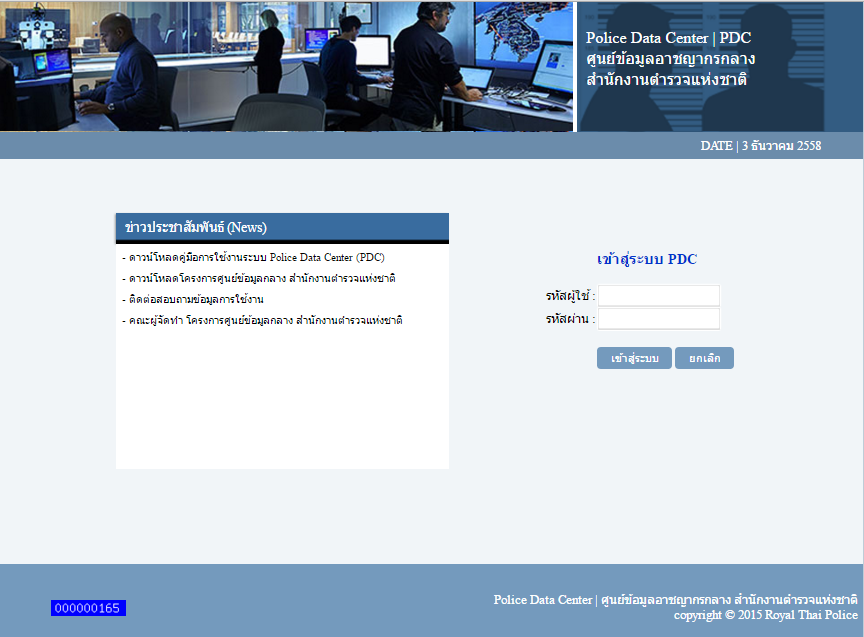 Police Data Center | PDC
ศูนย์ข้อมูลอาชญากรกลาง
สำนักงานตำรวจแห่งชาติ
DATE | 3 ธันวาคม 2558
ข่าวประชาสัมพันธ์ (News)
- ดาวน์โหลดคู่มือการใช้งานระบบ Police Data Center (PDC)
- ดาวน์โหลดโครงการศูนย์ข้อมูลกลาง สำนักงานตำรวจแห่งชาติ
- ติดต่อสอบถามข้อมูลการใช้งาน
- คณะผู้จัดทำ โครงการศูนย์ข้อมูลกลาง สำนักงานตำรวจแห่งชาติ
เข้าสู่ระบบ PDC
รหัสผู้ใช้ :
รหัสผ่าน :
เข้าสู่ระบบ ยกเลิก
000000165
Police Data Center | ศูนย์ข้อมูลอาชญากรกลาง สำนักงานตำรวจแห่งชาติ
copyright © 2015 Royal Thai Police